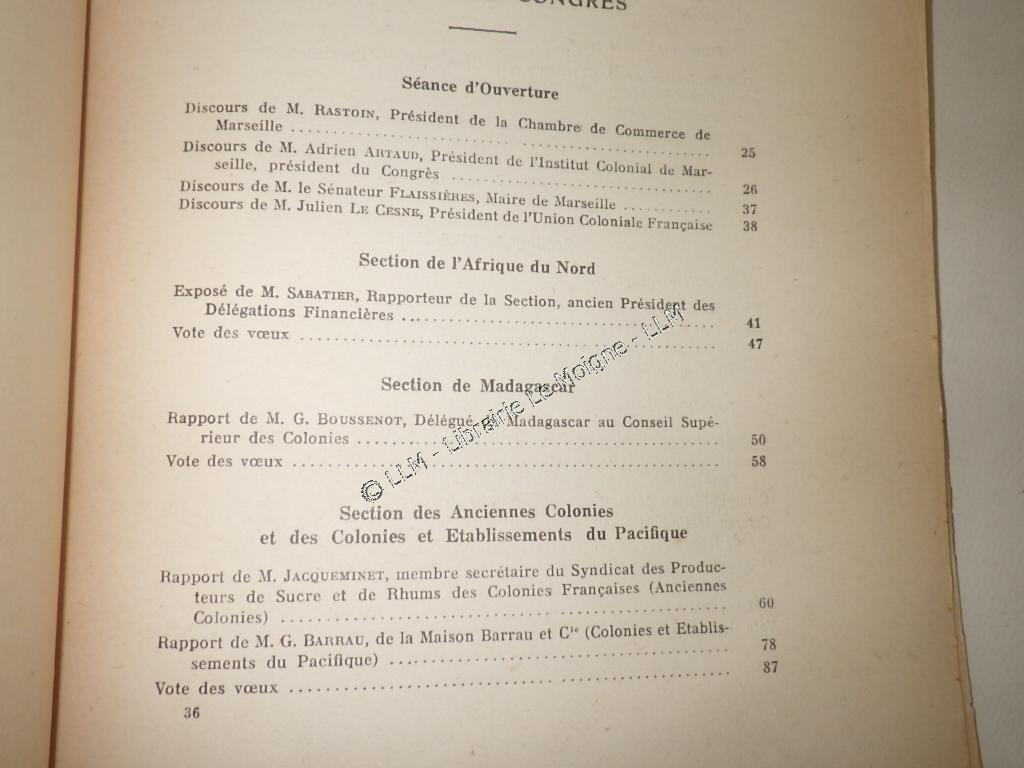 CONGRÈS
Séance d'Ouverture
Discours de M. RASTOIN, Président de la Chambre de Commerce de
Marseille ........................................ 25
Discours de M. Adrien ARTAUD, Président de l'Institut Colonial de Mar-
seille, président du Congrès ........................ 26
Discours de M. le Sénateur FLAISSIÈRES, Maire de Marseille ............ 37
Discours de M. Julien LE CESNE, Président de l'Union Coloniale Française 38
Section de l'Afrique du Nord
Exposé de M. SABATIER, Rapporteur de la Section, ancien Président des
Délégations Financières ........................................ 41
Vote des vœux ........................................ 47
Section de Madagascar
Rapport de M. G. BOUSSENOT, Délégué de Madagascar au Conseil Supé-
rieur des Colonies ........................................ 50
Vote des vœux ........................................ 58
© LLM - Librairie Le Moigne - LLM
Section des Anciennes Colonies
et des Colonies et Etablissements du Pacifique
Rapport de M. JACQUEMINET, membre secrétaire du Syndicat des Produc-
teurs de Sucre et de Rhums des Colonies Françaises (Anciennes
Colonies) ........................................ 60
Rapport de M. G. BARRAU, de la Maison Barrau et Cie (Colonies et Etablis-
sements du Pacifique) ........................................ 78
Vote des vœux ........................................ 87
36